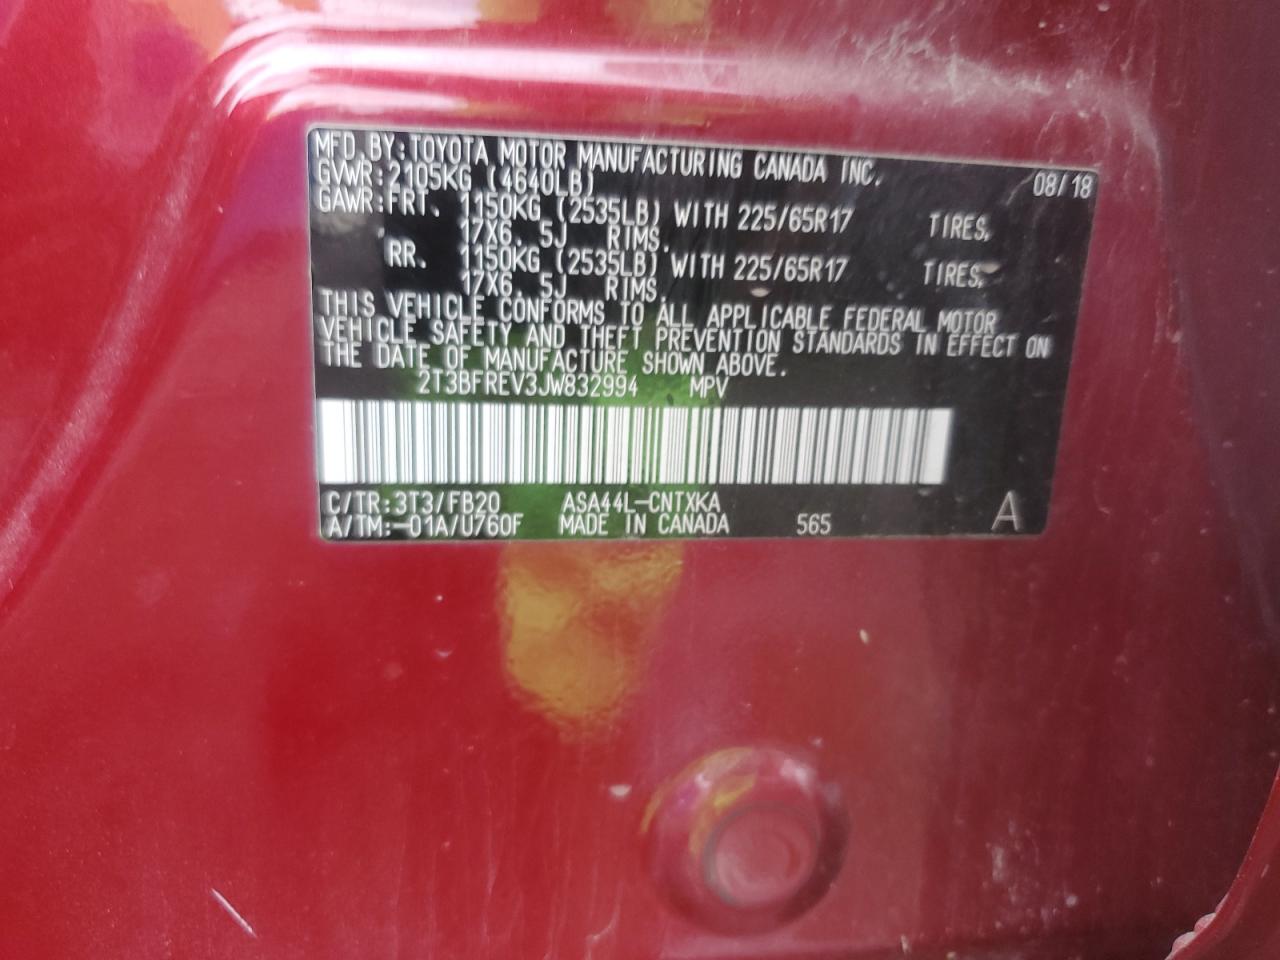 MFD. BY: TOYOTA MOTOR MANUFACTURING CANADA INC. 08/18
GVWR: 2105KG (4640LB)
GAWR: FRT. 1150KG (2535LB) WITH 225/65R17 TIRES,
17X6.5J RIMS.
RR. 1150KG (2535LB) WITH 225/65R17 TIRES,
17X6.5J RIMS.
THIS VEHICLE CONFORMS TO ALL APPLICABLE FEDERAL MOTOR
VEHICLE SAFETY AND THEFT PREVENTION STANDARDS IN EFFECT ON
THE DATE OF MANUFACTURE SHOWN ABOVE.
2T3BFREV3JW832994 MPV
C/TR: 3T3/FB20 ASA44L-CNTXKA
A/TM: -01A/U760F MADE IN CANADA 565 A